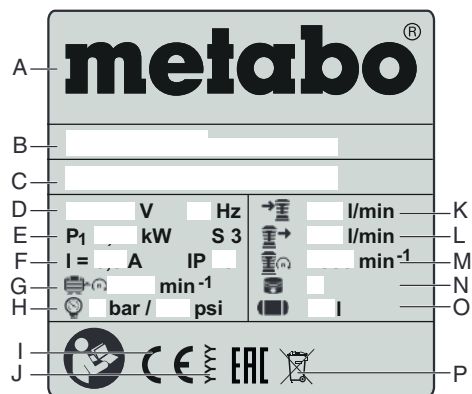 A metabo®
B
C
D V Hz
E P1 kW S 3
F I = A IP
G min-1
H bar / psi
l/min K
l/min L
min-1 M
N
l O
I
J
CE EAC
P